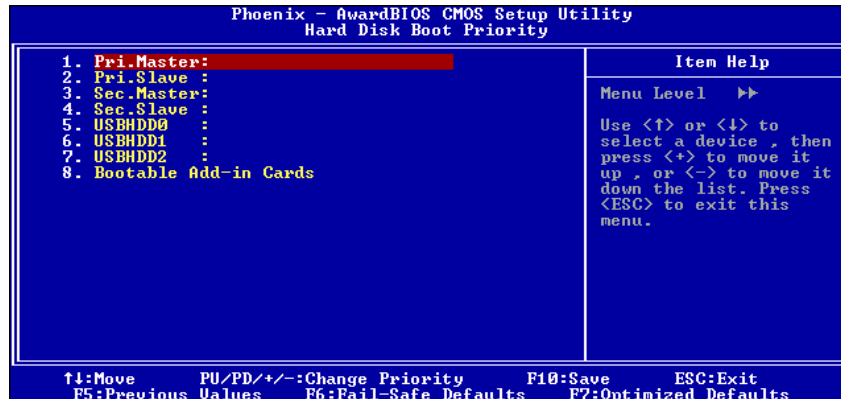 Phoenix - AwardBIOS CMOS Setup Utility
Hard Disk Boot Priority
1. Pri.Master:
2. Pri.Slave :
3. Sec.Master:
4. Sec.Slave :
5. USBHDD0 :
6. USBHDD1 :
7. USBHDD2 :
8. Bootable Add-in Cards
Item Help
Menu Level ▶▶
Use <↑> or <↓> to
select a device , then
press <+> to move it
up , or <-> to move it
down the list. Press
<ESC> to exit this
menu.
↑↓:Move PU/PD/+/-:Change Priority F10:Save ESC:Exit
F5:Previous Values F6:Fail-Safe Defaults F7:Optimized Defaults